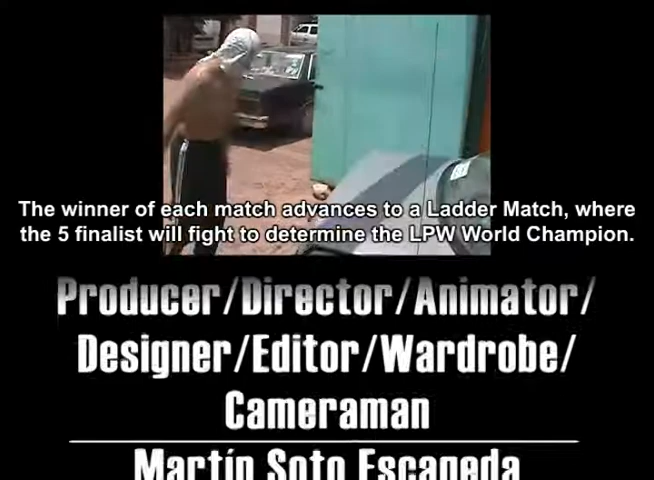 The winner of each match advances to a Ladder Match, where
the 5 finalist will fight to determine the LPW World Champion.
Producer/Director/Animator/
Designer/Editor/Wardrobe/
Cameraman
Martín Soto Escapeda